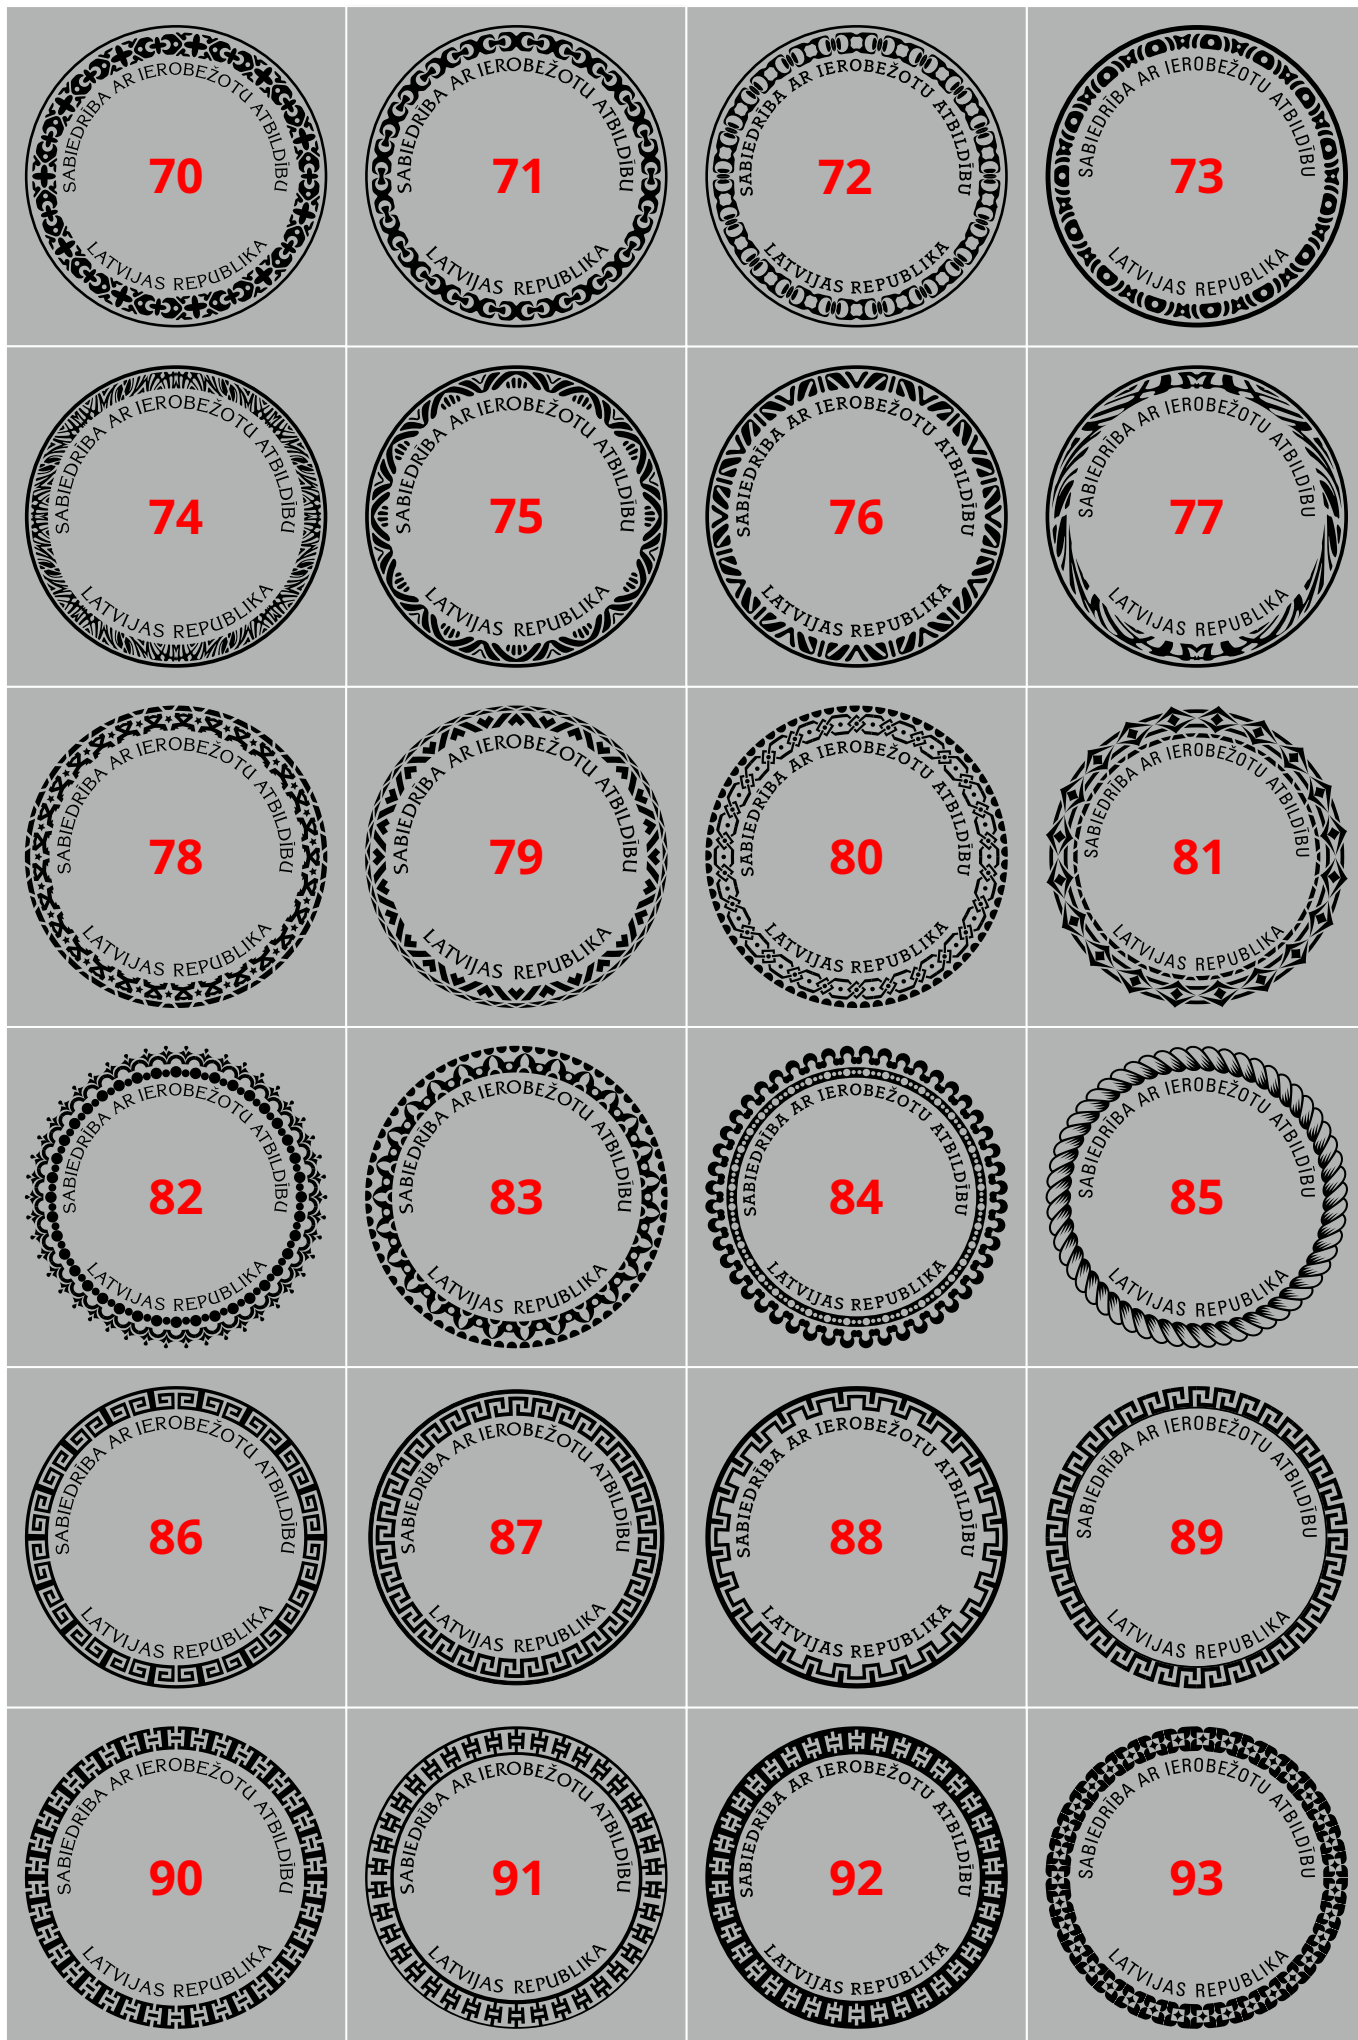 SABIEDRĪBA AR IEROBEŽOTU ATBILDĪBU
70
LATVIJAS REPUBLIKA
SABIEDRĪBA AR IEROBEŽOTU ATBILDĪBU
71
LATVIJAS REPUBLIKA
SABIEDRĪBA AR IEROBEŽOTU ATBILDĪBU
72
LATVIJAS REPUBLIKA
SABIEDRĪBA AR IEROBEŽOTU ATBILDĪBU
73
LATVIJAS REPUBLIKA
SABIEDRĪBA AR IEROBEŽOTU ATBILDĪBU
74
LATVIJAS REPUBLIKA
SABIEDRĪBA AR IEROBEŽOTU ATBILDĪBU
75
LATVIJAS REPUBLIKA
SABIEDRĪBA AR IEROBEŽOTU ATBILDĪBU
76
LATVIJAS REPUBLIKA
SABIEDRĪBA AR IEROBEŽOTU ATBILDĪBU
77
LATVIJAS REPUBLIKA
SABIEDRĪBA AR IEROBEŽOTU ATBILDĪBU
78
LATVIJAS REPUBLIKA
SABIEDRĪBA AR IEROBEŽOTU ATBILDĪBU
79
LATVIJAS REPUBLIKA
SABIEDRĪBA AR IEROBEŽOTU ATBILDĪBU
80
LATVIJAS REPUBLIKA
SABIEDRĪBA AR IEROBEŽOTU ATBILDĪBU
81
LATVIJAS REPUBLIKA
SABIEDRĪBA AR IEROBEŽOTU ATBILDĪBU
82
LATVIJAS REPUBLIKA
SABIEDRĪBA AR IEROBEŽOTU ATBILDĪBU
83
LATVIJAS REPUBLIKA
SABIEDRĪBA AR IEROBEŽOTU ATBILDĪBU
84
LATVIJAS REPUBLIKA
SABIEDRĪBA AR IEROBEŽOTU ATBILDĪBU
85
LATVIJAS REPUBLIKA
SABIEDRĪBA AR IEROBEŽOTU ATBILDĪBU
86
LATVIJAS REPUBLIKA
SABIEDRĪBA AR IEROBEŽOTU ATBILDĪBU
87
LATVIJAS REPUBLIKA
SABIEDRĪBA AR IEROBEŽOTU ATBILDĪBU
88
LATVIJAS REPUBLIKA
SABIEDRĪBA AR IEROBEŽOTU ATBILDĪBU
89
LATVIJAS REPUBLIKA
SABIEDRĪBA AR IEROBEŽOTU ATBILDĪBU
90
LATVIJAS REPUBLIKA
SABIEDRĪBA AR IEROBEŽOTU ATBILDĪBU
91
LATVIJAS REPUBLIKA
SABIEDRĪBA AR IEROBEŽOTU ATBILDĪBU
92
LATVIJAS REPUBLIKA
SABIEDRĪBA AR IEROBEŽOTU ATBILDĪBU
93
LATVIJAS REPUBLIKA